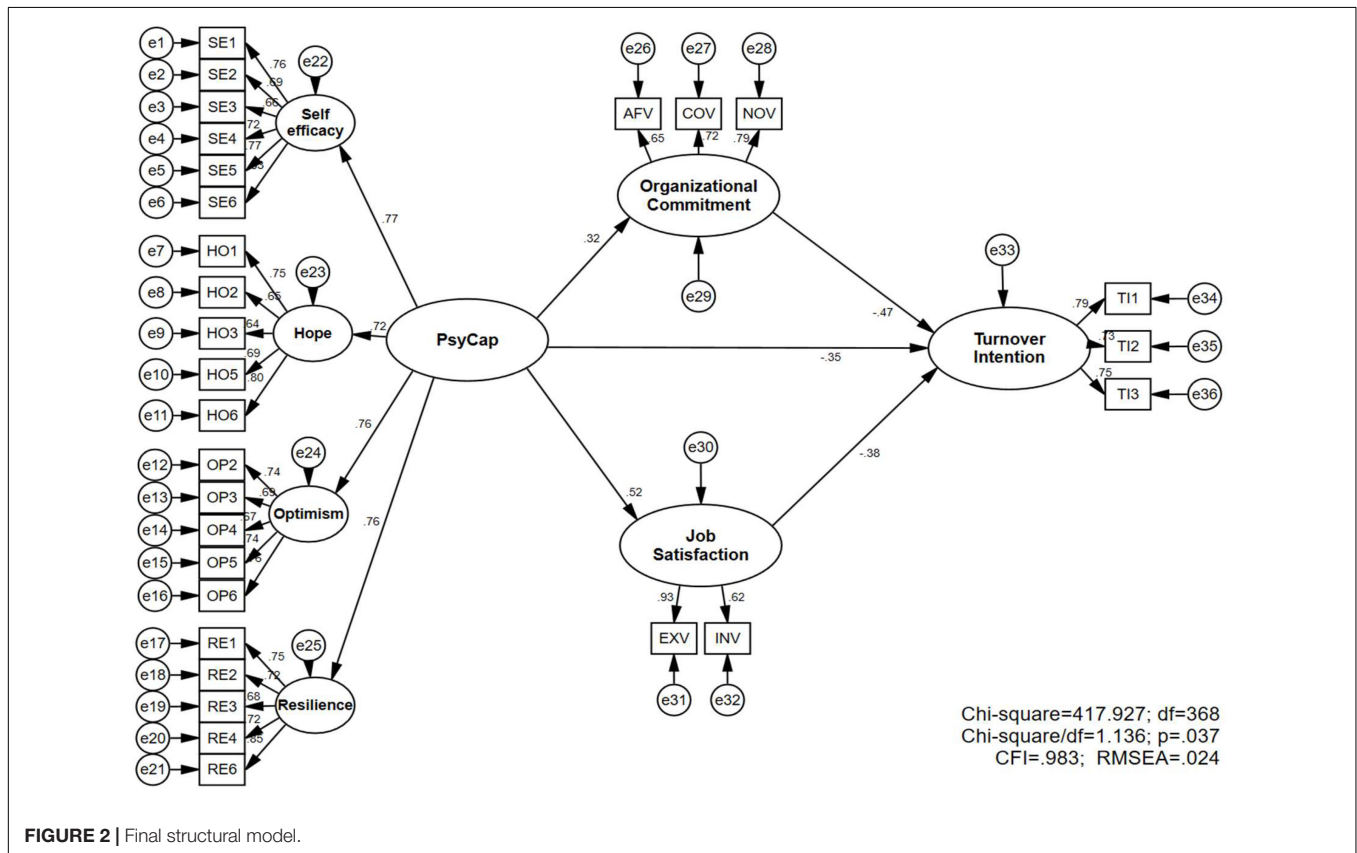 e1 SE1
e2 SE2
e3 SE3
e4 SE4
e5 SE5
e6 SE6
.76
.69
.66
.72
.77
e22
Self
efficacy
.77
e7 HO1
e8 HO2
e9 HO3
e10 HO5
e11 HO6
.75
.65
.64
.69
.80
e23
Hope
.72
e12 OP2
e13 OP3
e14 OP4
e15 OP5
e16 OP6
.74
.69
.67
.74
e24
Optimism
.76
e17 RE1
e18 RE2
e19 RE3
e20 RE4
e21 RE6
.75
.72
.68
.72
.85
e25
Resilience
.76
PsyCap
.32
-.35
.52
e26 e27 e28
AFV COV NOV
.65 .72 .79
Organizational
Commitment
e29
-.47
e30
Job
Satisfaction
-.38
.93 .62
EXV INV
e31 e32
e33
Turnover
Intention
.79 TI1 e34
.73 TI2 e35
.75 TI3 e36
Chi-square=417.927; df=368
Chi-square/df=1.136; p=.037
CFI=.983; RMSEA=.024
FIGURE 2 | Final structural model.